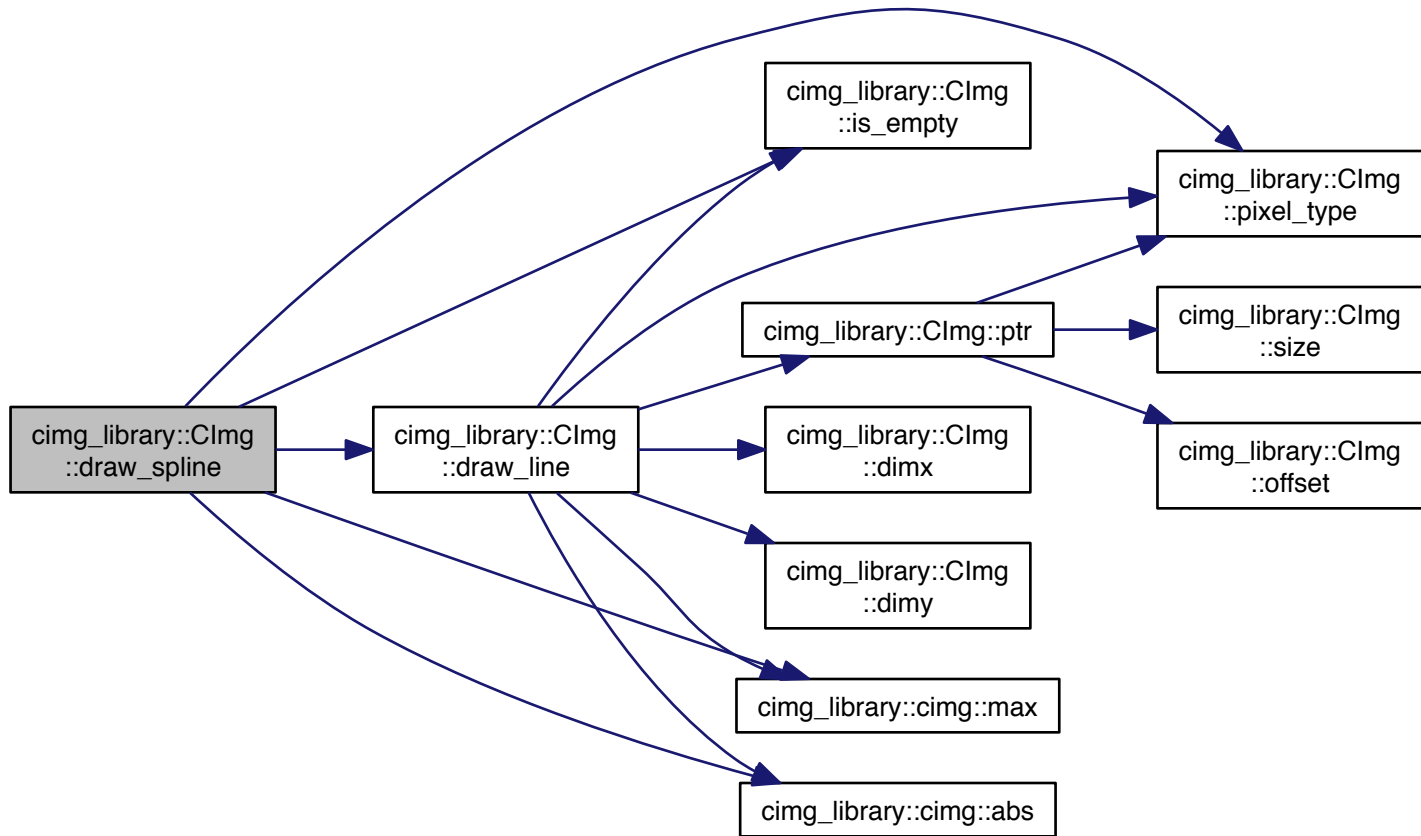 cimg_library::CImg
::draw_spline
cimg_library::CImg
::draw_line
cimg_library::CImg
::is_empty
cimg_library::CImg::ptr
cimg_library::CImg
::dimx
cimg_library::CImg
::dimy
cimg_library::cimg::max
cimg_library::cimg::abs
cimg_library::CImg
::pixel_type
cimg_library::CImg
::size
cimg_library::CImg
::offset